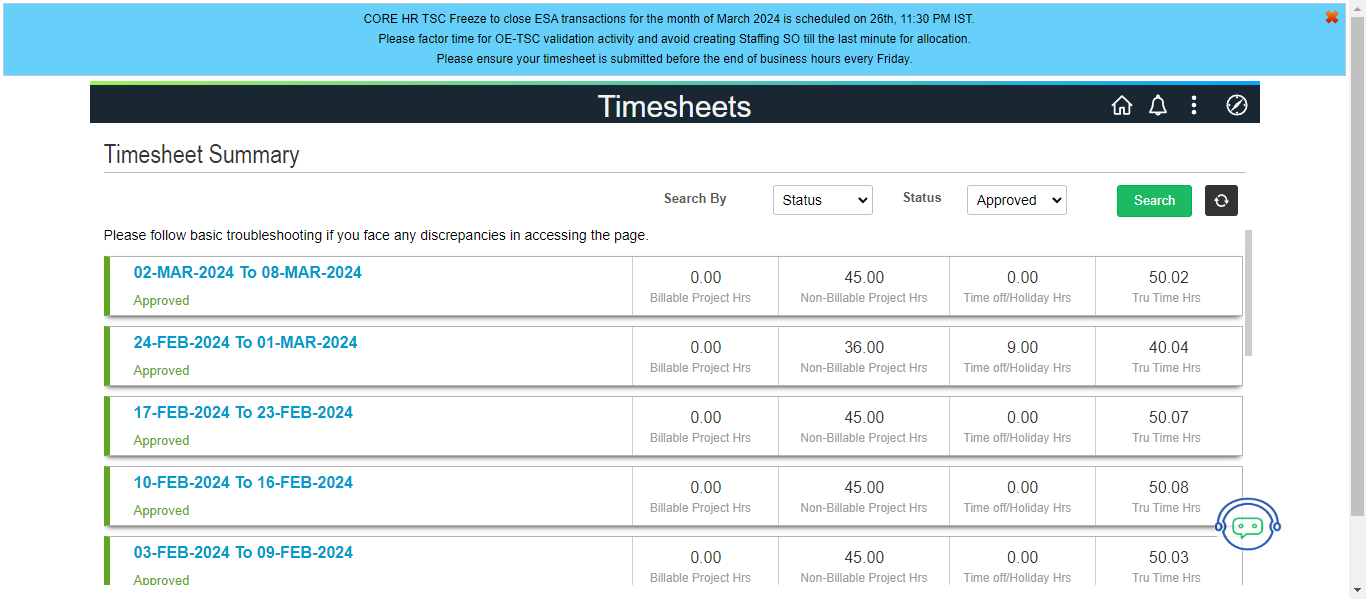 CORE HR TSC Freeze to close ESA transactions for the month of March 2024 is scheduled on 26th, 11:30 PM IST.
Please factor time for OE-TSC validation activity and avoid creating Staffing SO till the last minute for allocation.
Please ensure your timesheet is submitted before the end of business hours every Friday.
Timesheets
Timesheet Summary
Search By Status Status Approved Search
Please follow basic troubleshooting if you face any discrepancies in accessing the page.
02-MAR-2024 To 08-MAR-2024 0.00 45.00 0.00 50.02
Approved Billable Project Hrs Non-Billable Project Hrs Time off/Holiday Hrs Tru Time Hrs
24-FEB-2024 To 01-MAR-2024 0.00 36.00 9.00 40.04
Approved Billable Project Hrs Non-Billable Project Hrs Time off/Holiday Hrs Tru Time Hrs
17-FEB-2024 To 23-FEB-2024 0.00 45.00 0.00 50.07
Approved Billable Project Hrs Non-Billable Project Hrs Time off/Holiday Hrs Tru Time Hrs
10-FEB-2024 To 16-FEB-2024 0.00 45.00 0.00 50.08
Approved Billable Project Hrs Non-Billable Project Hrs Time off/Holiday Hrs Tru Time Hrs
03-FEB-2024 To 09-FEB-2024 0.00 45.00 0.00 50.03
Approved Billable Project Hrs Non-Billable Project Hrs Time off/Holiday Hrs Tru Time Hrs